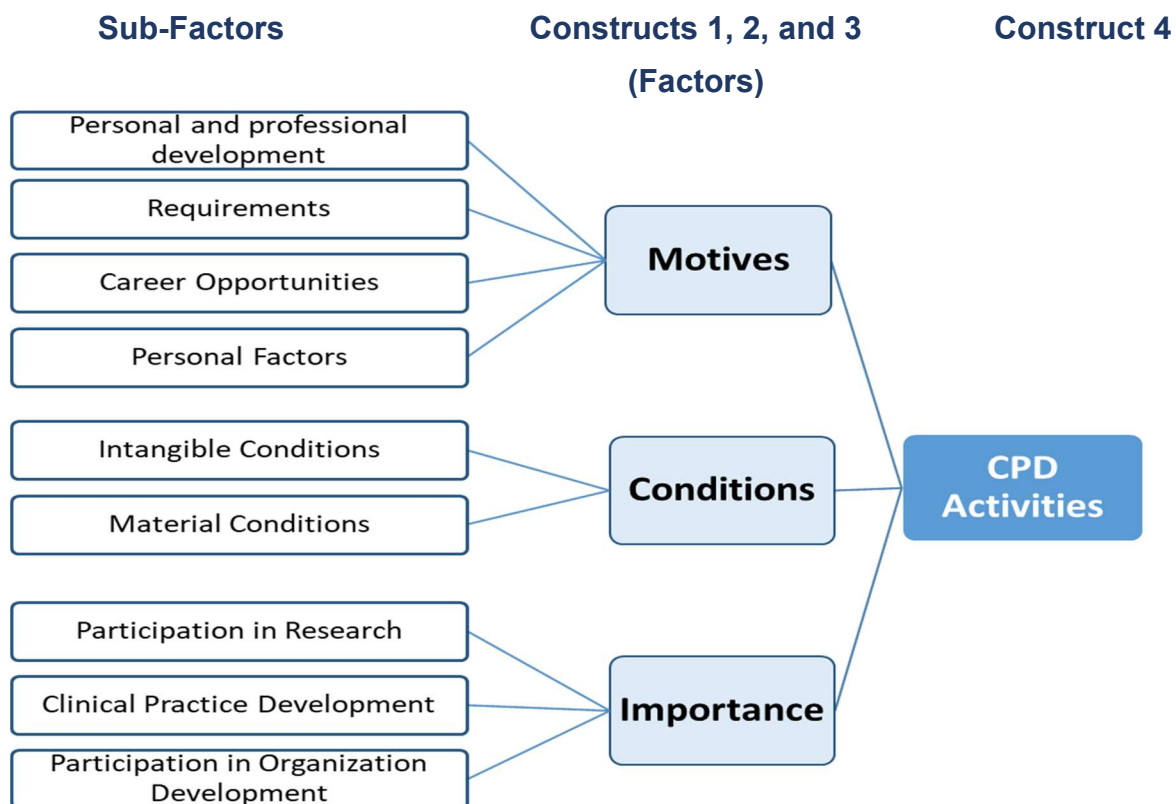 Sub-Factors
Constructs 1, 2, and 3
(Factors)
Construct 4
Personal and professional
development
Requirements
Career Opportunities
Personal Factors
Motives
Intangible Conditions
Material Conditions
Conditions
CPD
Activities
Participation in Research
Clinical Practice Development
Participation in Organization
Development
Importance